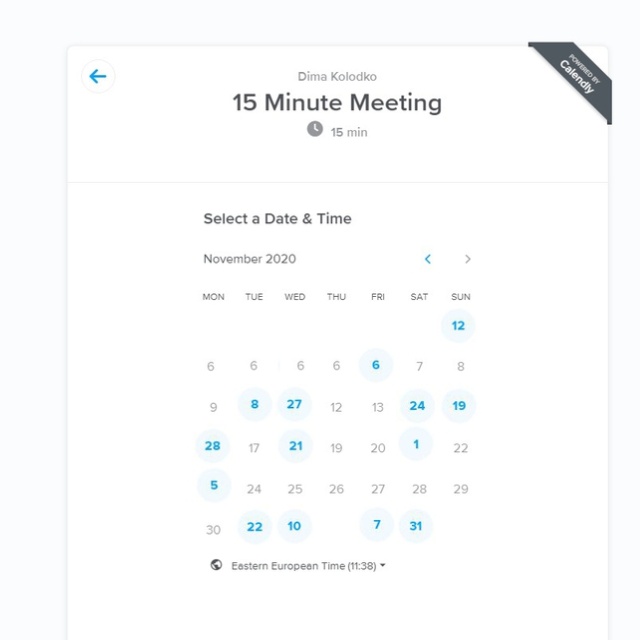 Dima Kolodko
15 Minute Meeting
15 min
POWERED BY
Calendly
Select a Date & Time
November 2020
MON TUE WED THU FRI SAT SUN
12
6 6 6 6 6 7 8
9 8 27 12 13 24 19
28 17 21 19 20 1 22
5 24 25 26 27 28 29
30 22 10 7 31
Eastern European Time (11:38)